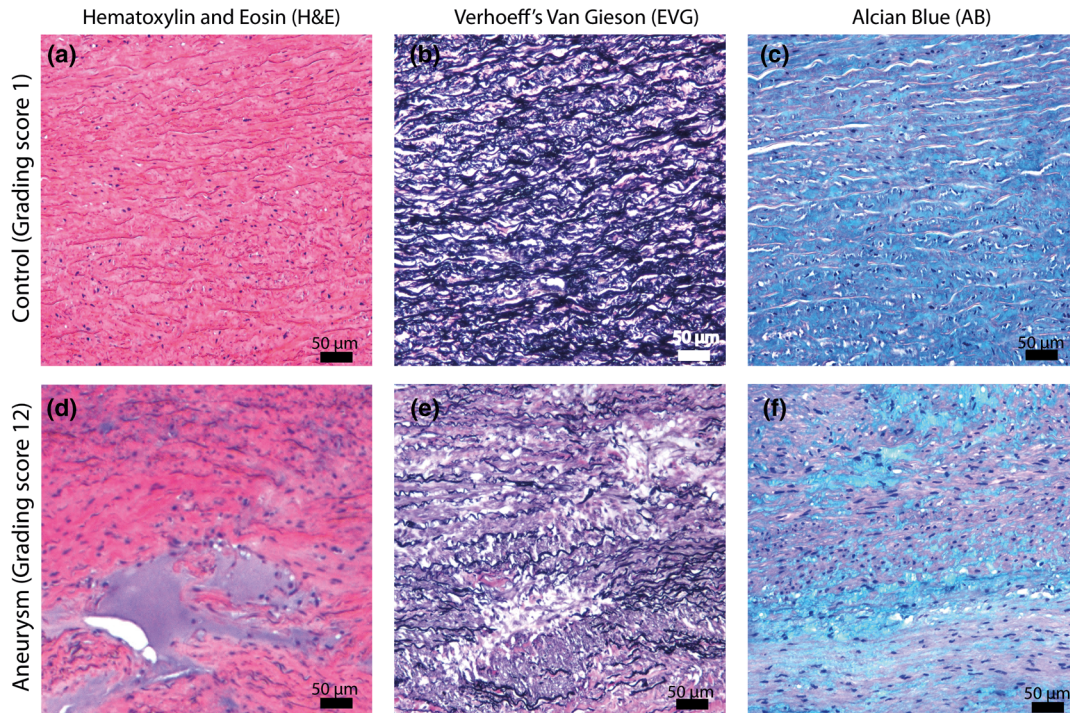 Hematoxylin and Eosin (H&E)
Verhoeff's Van Gieson (EVG)
Alcian Blue (AB)
Control (Grading score 1)
(a)
50 µm
(b)
50 µm
(c)
50 µm
Aneurysm (Grading score 12)
(d)
50 µm
(e)
50 µm
(f)
50 µm